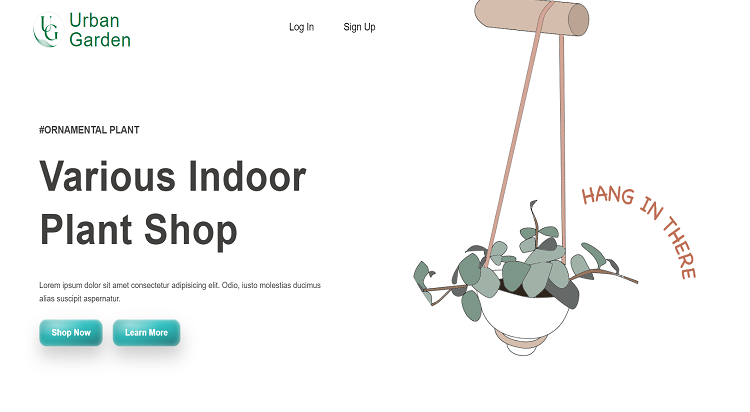 UG
Urban
Garden
Log In
Sign Up
#ORNAMENTAL PLANT
Various Indoor
Plant Shop
Lorem ipsum dolor sit amet consectetur adipisicing elit. Odio, iusto molestias ducimus
alias suscipit aspernatur.
Shop Now
Learn More
HANG IN THERE